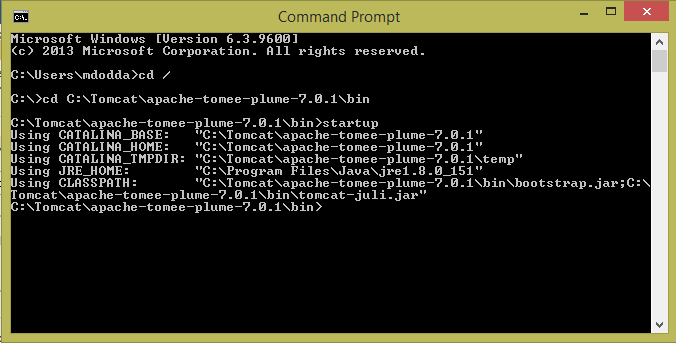 Command Prompt
Microsoft Windows [Version 6.3.9600]
(c) 2013 Microsoft Corporation. All rights reserved.
C:\Users\mdodda>cd /
C:\>cd C:\Tomcat\apache-tomee-plume-7.0.1\bin
C:\Tomcat\apache-tomee-plume-7.0.1\bin>startup
Using CATALINA_BASE:   "C:\Tomcat\apache-tomee-plume-7.0.1"
Using CATALINA_HOME:   "C:\Tomcat\apache-tomee-plume-7.0.1"
Using CATALINA_TMPDIR: "C:\Tomcat\apache-tomee-plume-7.0.1\temp"
Using JRE_HOME:        "C:\Program Files\Java\jre1.8.0_151"
Using CLASSPATH:       "C:\Tomcat\apache-tomee-plume-7.0.1\bin\bootstrap.jar;C:\
Tomcat\apache-tomee-plume-7.0.1\bin\tomcat-juli.jar"
C:\Tomcat\apache-tomee-plume-7.0.1\bin>